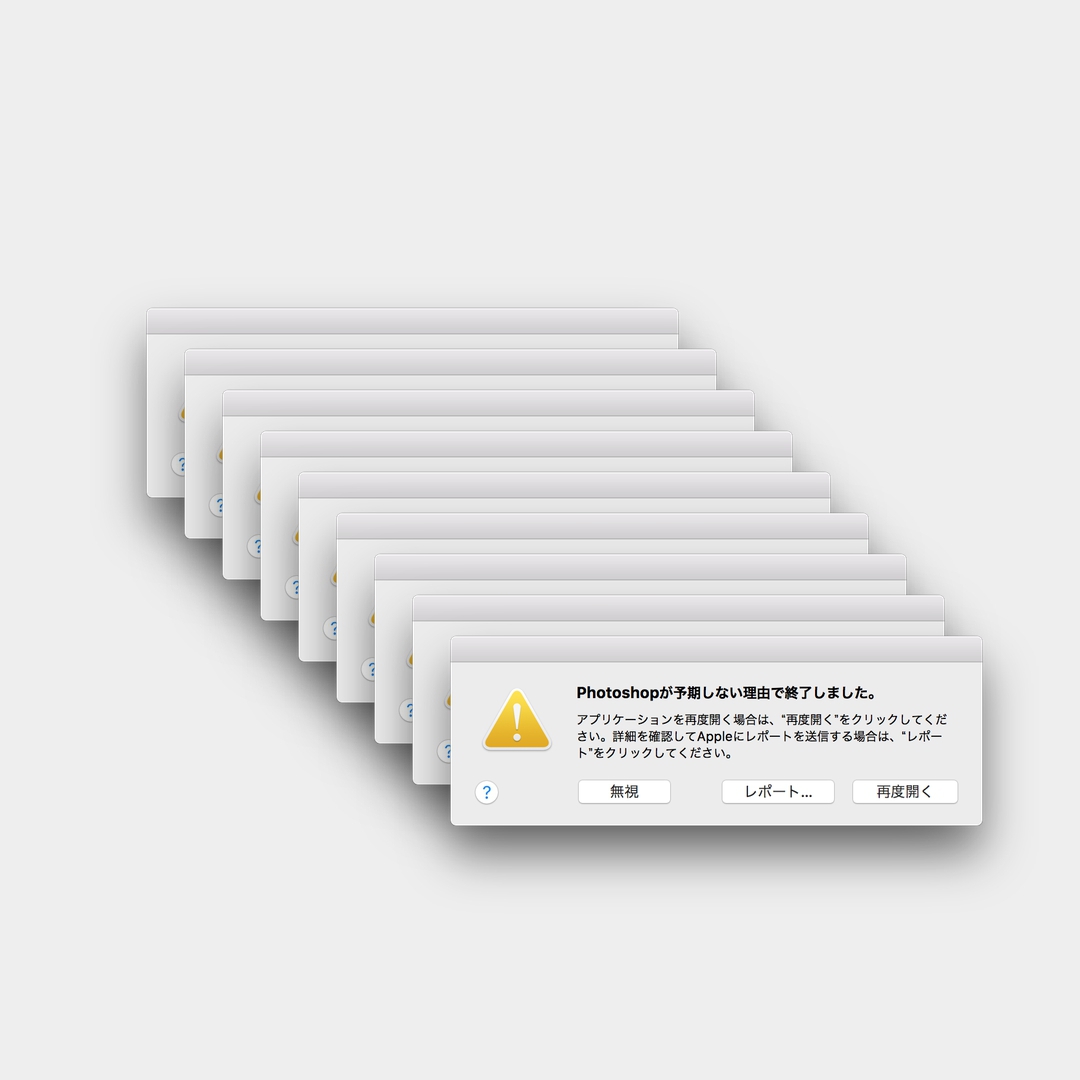 Photoshopが予期しない理由で終了しました。
アプリケーションを再度開く場合は、“再度開く”をクリックしてくだ
さい。詳細を確認してAppleにレポートを送信する場合は、“レポー
ト”をクリックしてください。
?
?
?
?
?
?
?
?
? 無視 レポート... 再度開く